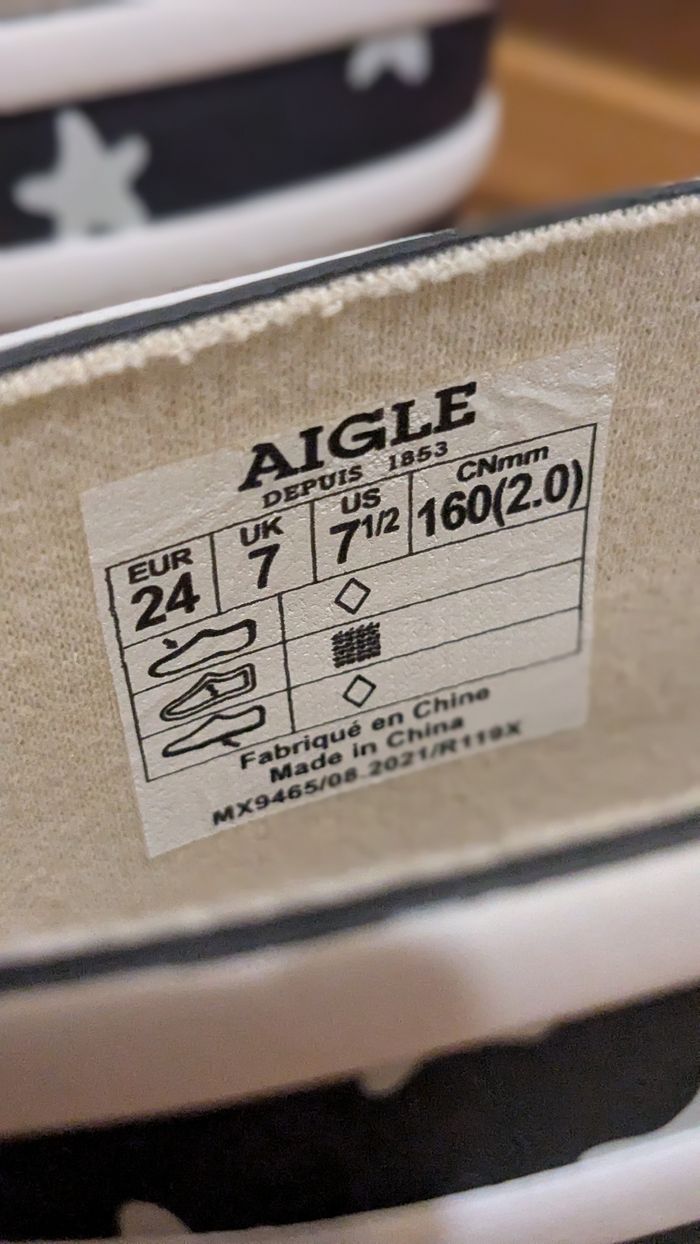 AIGLE
DEPUIS 1853
EUR UK US CNmm
24 7 7 1/2 160(2.0)
Fabriqué en Chine
Made in China
MX9465/08 2021/R119X